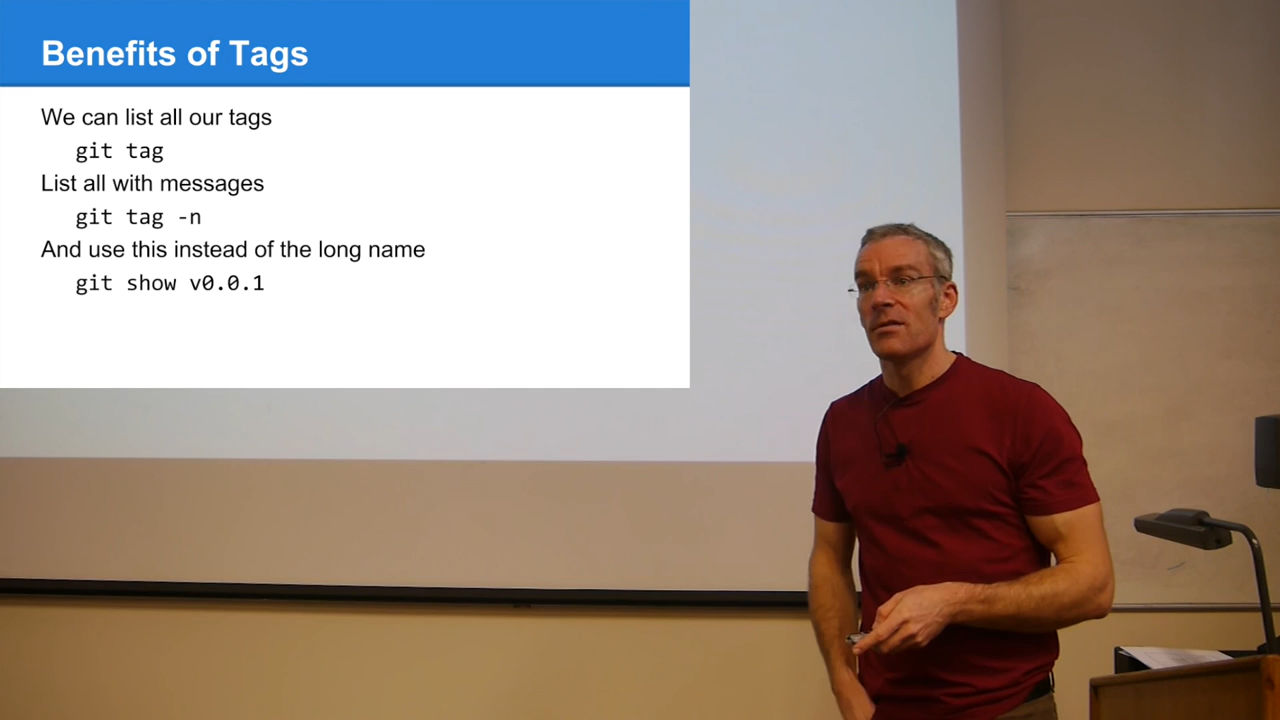 Benefits of Tags
We can list all our tags
git tag
List all with messages
git tag -n
And use this instead of the long name
git show v0.0.1